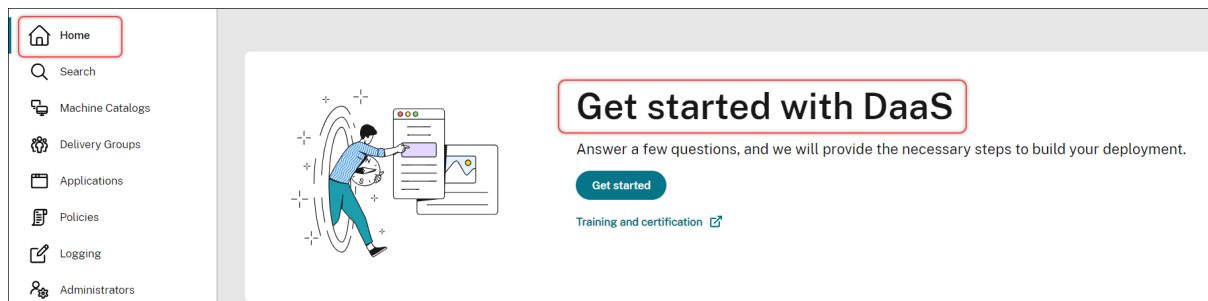 Home
Search
Machine Catalogs
Delivery Groups
Applications
Policies
Logging
Administrators
Get started with DaaS
Answer a few questions, and we will provide the necessary steps to build your deployment.
Get started
Training and certification